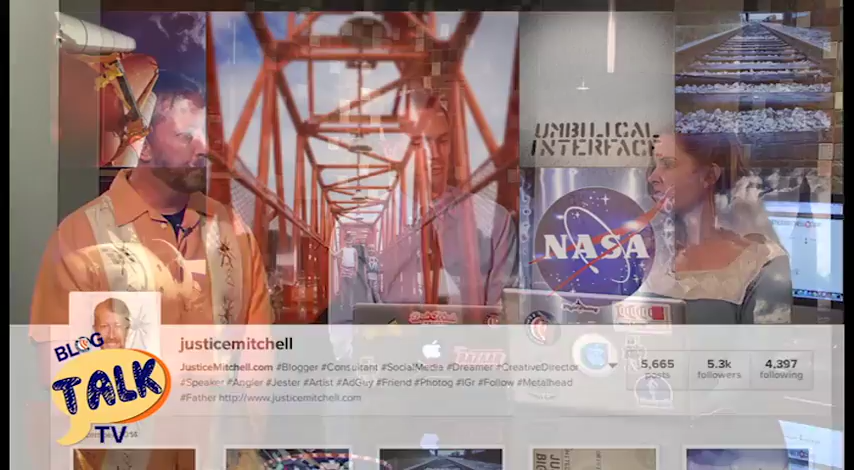 UMBILICAL
INTERFACE
NASA
justicemitchell
JusticeMitchell.com #Blogger #Consultant #SocialMedia #Dreamer #CreativeDirector
#Speaker #Angler #Jester #Artist #AdGuy #Friend #Photog #IGr #Follow #Metalhead
#Father http://www.justicemitchell.com
5,665 posts
5.3k followers
4,397 following
BLOG
TALK
TV
2014